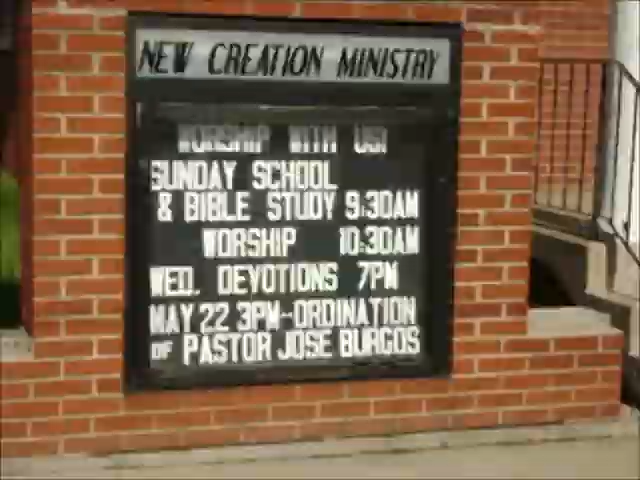 NEW CREATION MINISTRY
WORSHIP WITH US!
SUNDAY SCHOOL
& BIBLE STUDY 9:30AM
WORSHIP 10:30AM
WED. DEVOTIONS 7PM
MAY 22 3PM-ORDINATION
OF PASTOR JOSE BURGOS